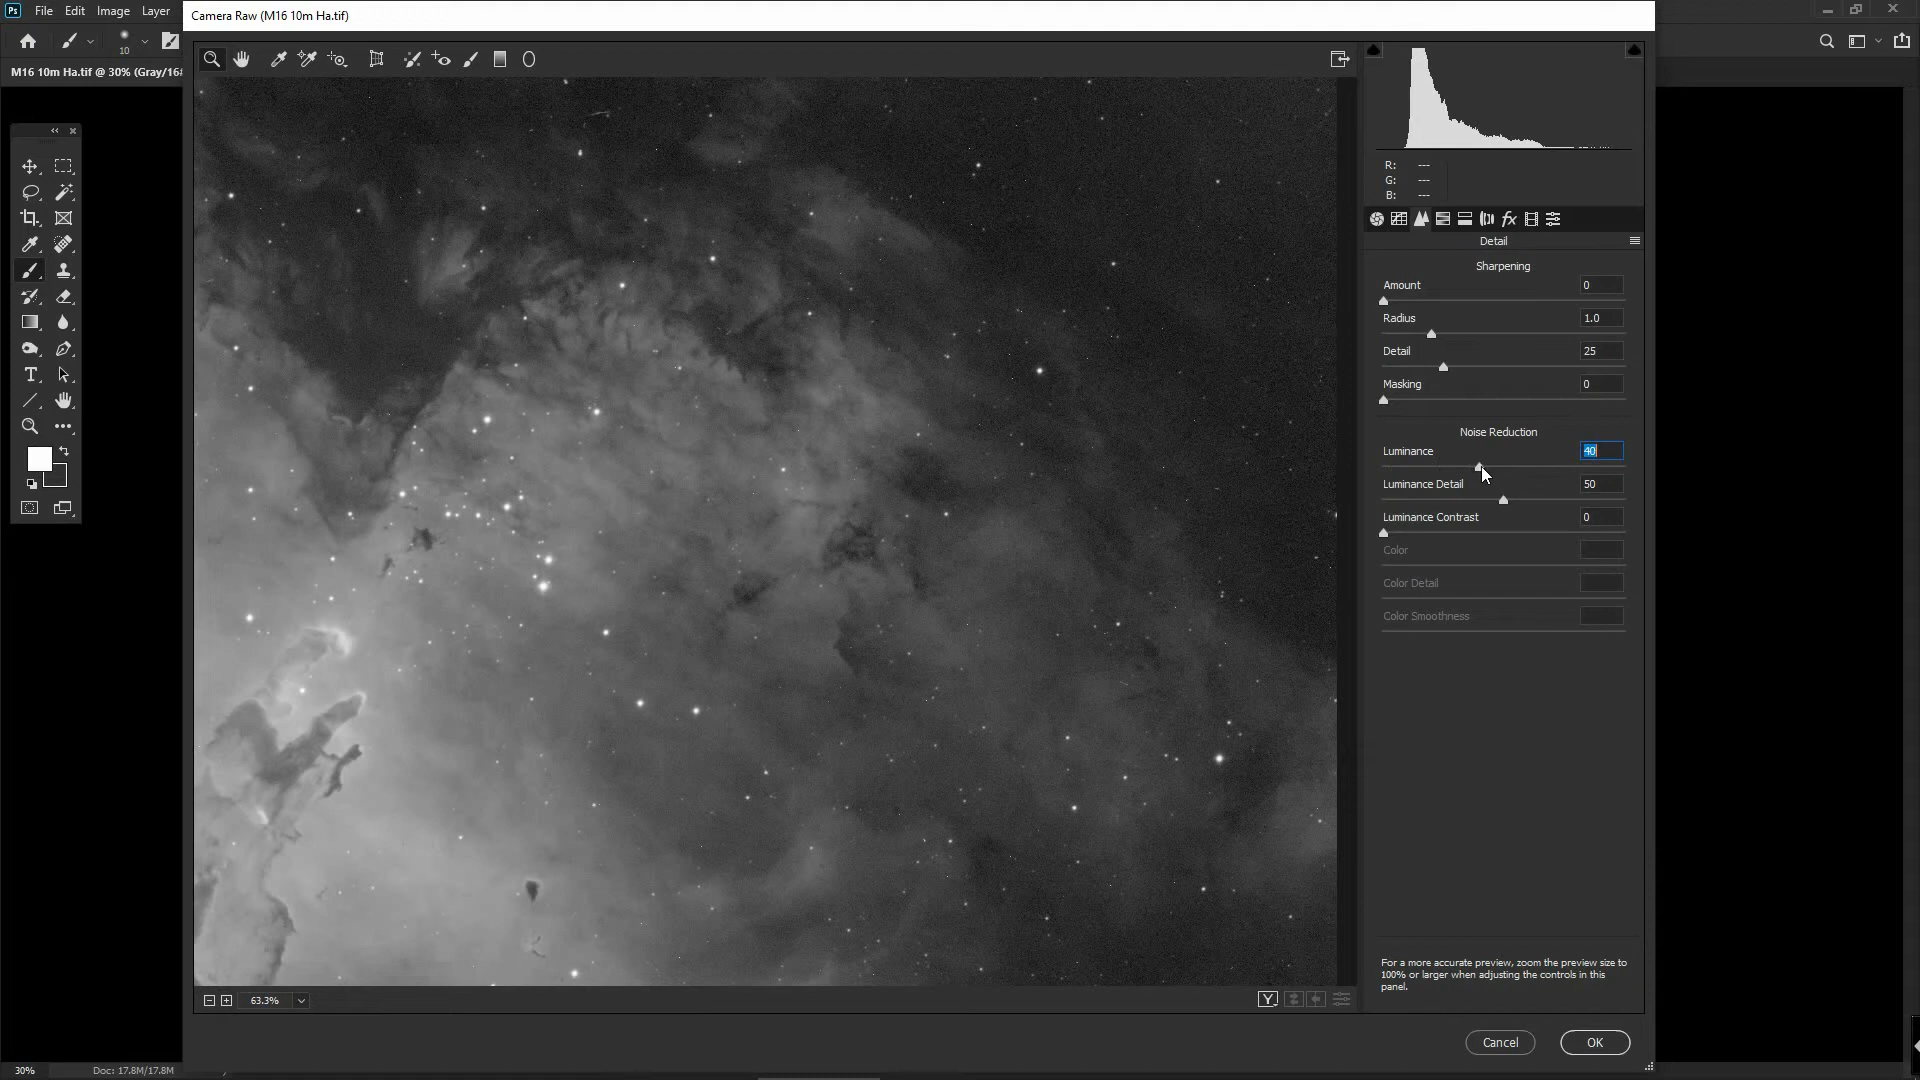 Ps File Edit Image Layer
Camera Raw (M16 10m Ha.tif)
10
M16 10m Ha.tif @ 30% (Gray/16#
R: ---
G: ---
B: ---
fx
Detail
Sharpening
Amount 0
Radius 1.0
Detail 25
Masking 0
Noise Reduction
Luminance 40
Luminance Detail 50
Luminance Contrast 0
Color
Color Detail
Color Smoothness
T
For a more accurate preview, zoom the preview size to
100% or larger when adjusting the controls in this
panel.
63.3%
Y
Cancel OK
30% Doc: 17.8M/17.8M